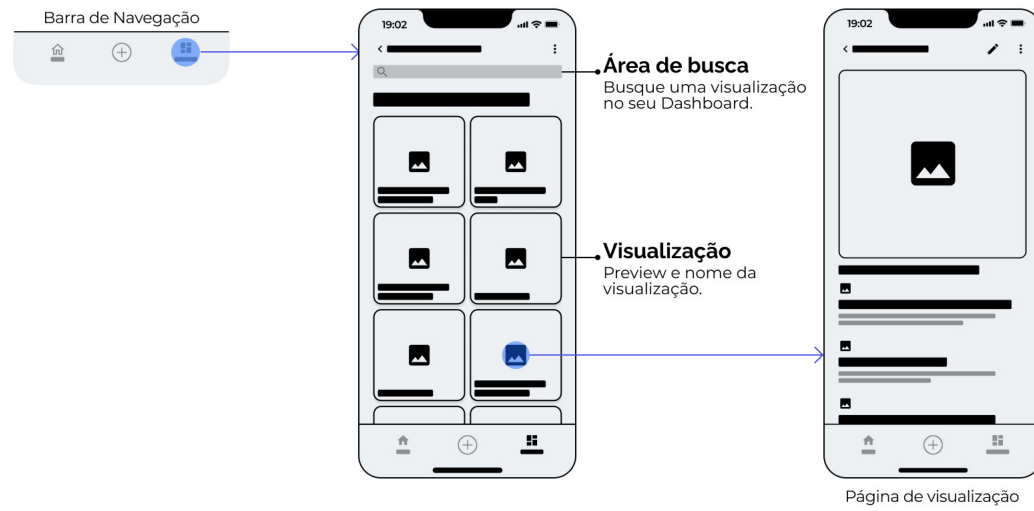 Barra de Navegação
19:02
Área de busca
Busque uma visualização
no seu Dashboard.
Visualização
Preview e nome da
visualização.
19:02
Página de visualização